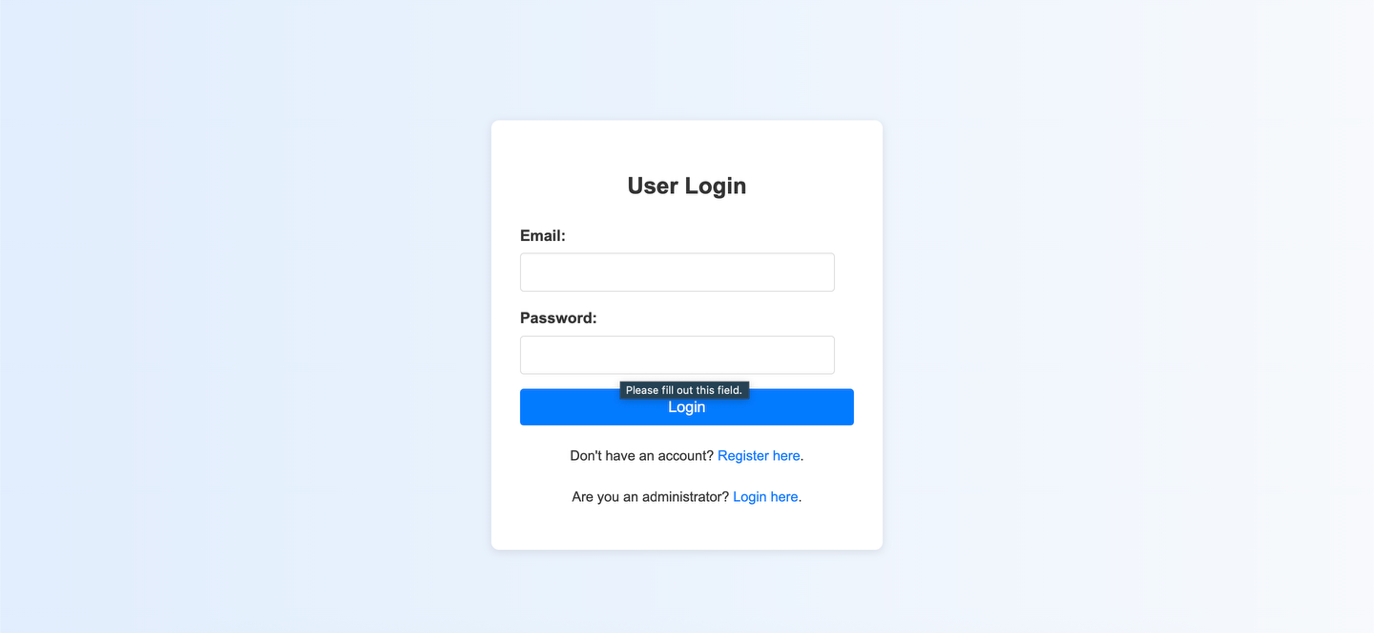 User Login
Email:
Password:
Please fill out this field.
Login
Don't have an account? Register here.
Are you an administrator? Login here.